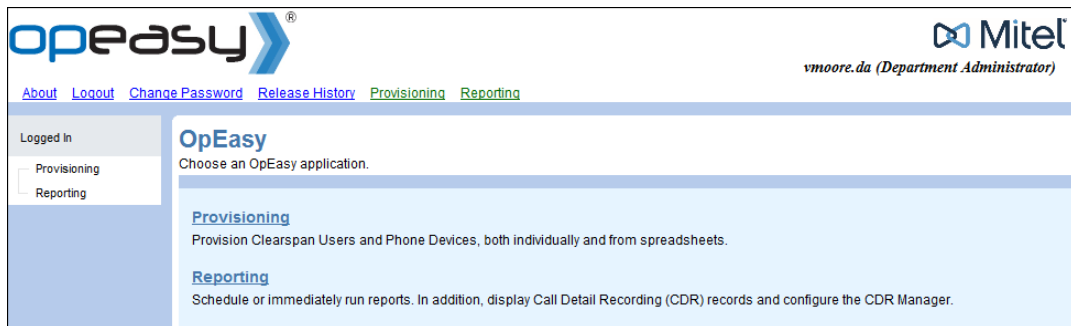 opeasy®
Mitel®
vmoore.da (Department Administrator)
About Logout Change Password Release History Provisioning Reporting
Logged In
Provisioning
Reporting
OpEasy
Choose an OpEasy application.
Provisioning
Provision Clearspan Users and Phone Devices, both individually and from spreadsheets.
Reporting
Schedule or immediately run reports. In addition, display Call Detail Recording (CDR) records and configure the CDR Manager.